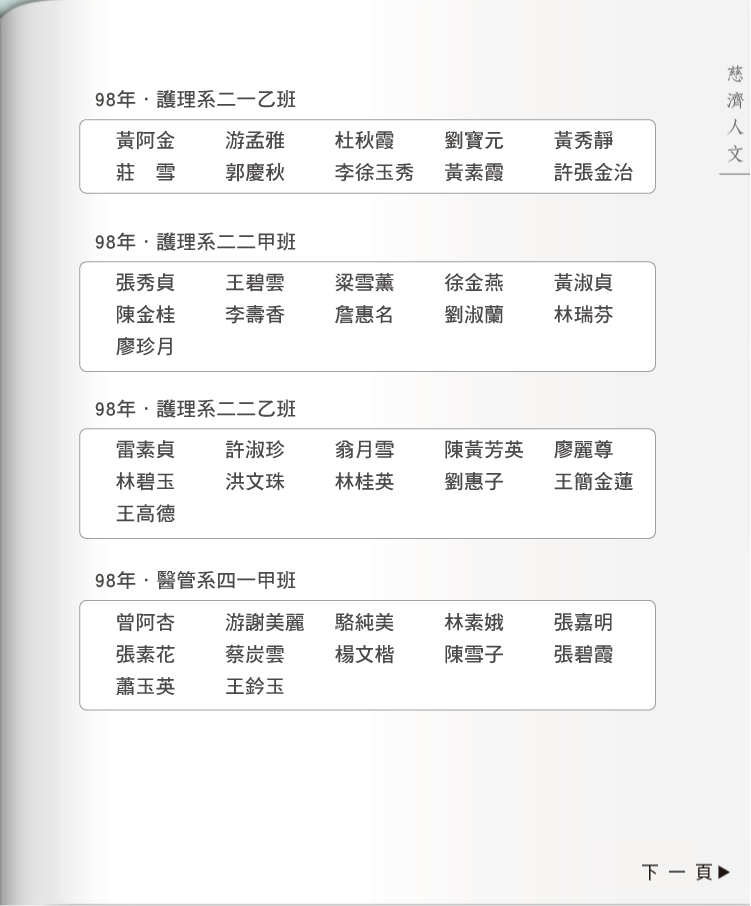 慈濟人文
98年．護理系二一乙班
黃阿金 游孟雅 杜秋霞 劉寶元 黃秀靜
莊　雪 郭慶秋 李徐玉秀 黃素霞 許張金治
98年．護理系二二甲班
張秀貞 王碧雲 粱雪薰 徐金燕 黃淑貞
陳金桂 李壽香 詹惠名 劉淑蘭 林瑞芬
廖珍月
98年．護理系二二乙班
雷素貞 許淑珍 翁月雪 陳黃芳英 廖麗尊
林碧玉 洪文珠 林桂英 劉惠子 王簡金蓮
王高德
98年．醫管系四一甲班
曾阿杏 游謝美麗 駱純美 林素娥 張嘉明
張素花 蔡炭雲 楊文楷 陳雪子 張碧霞
蕭玉英 王鈐玉
下一頁▶